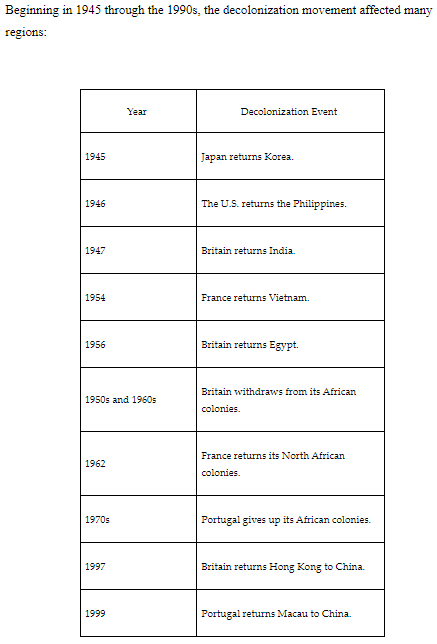 Beginning in 1945 through the 1990s, the decolonization movement affected many
regions:
Year
Decolonization Event
1945
Japan returns Korea.
1946
The U.S. returns the Philippines.
1947
Britain returns India.
1954
France returns Vietnam.
1956
Britain returns Egypt.
1950s and 1960s
Britain withdraws from its African
colonies.
1962
France returns its North African
colonies.
1970s
Portugal gives up its African colonies.
1997
Britain returns Hong Kong to China.
1999
Portugal returns Macau to China.